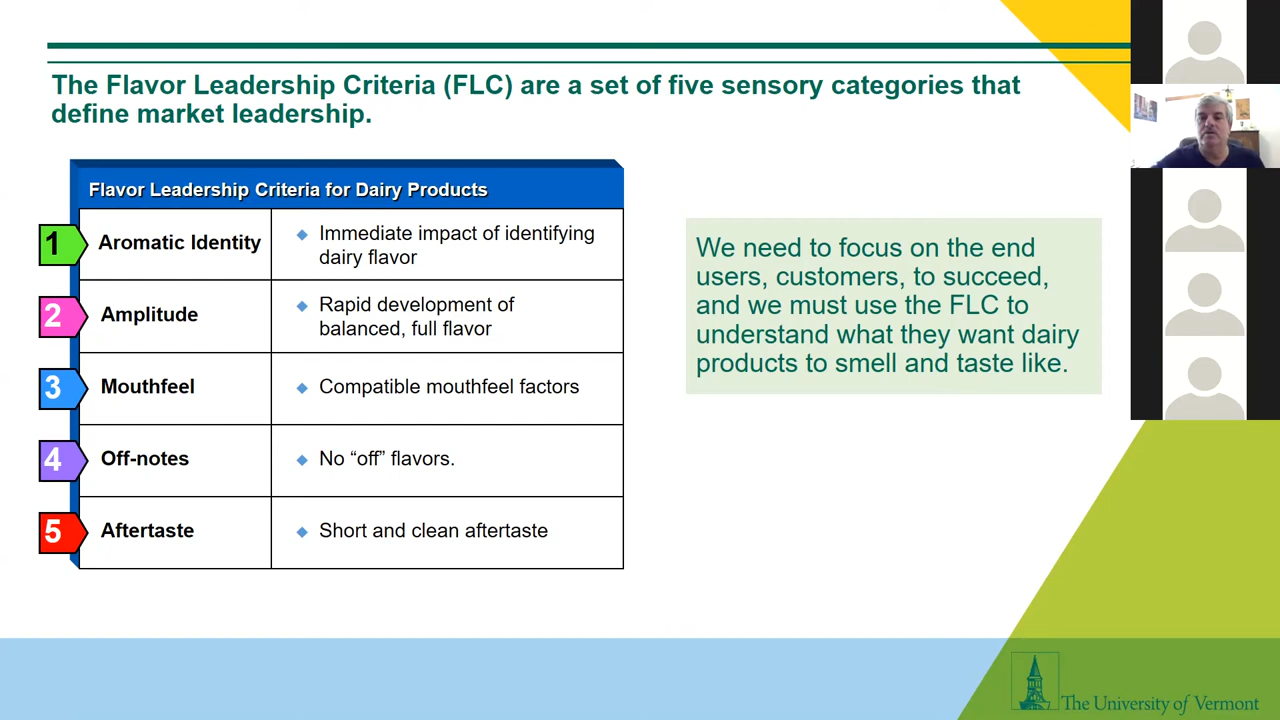 The Flavor Leadership Criteria (FLC) are a set of five sensory categories that
define market leadership.
Flavor Leadership Criteria for Dairy Products
1
Aromatic Identity
Immediate impact of identifying
dairy flavor
2
Amplitude
Rapid development of
balanced, full flavor
3
Mouthfeel
Compatible mouthfeel factors
4
Off-notes
No “off” flavors.
5
Aftertaste
Short and clean aftertaste
We need to focus on the end
users, customers, to succeed,
and we must use the FLC to
understand what they want dairy
products to smell and taste like.
The University of Vermont